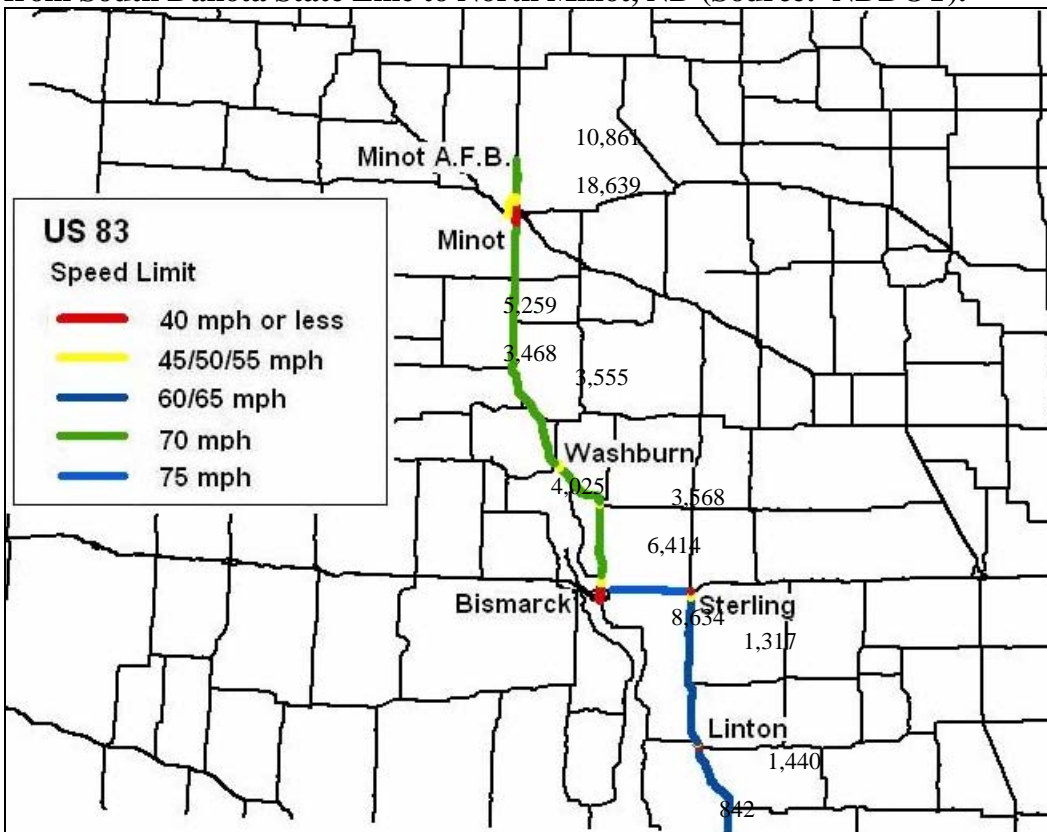 from South Dakota State Line to North Minot, ND (Source: NDDOT).
10,861
Minot A.F.B.
18,639
US 83
Minot
Speed Limit
5,259
40 mph or less
45/50/55 mph
3,468
3,555
60/65 mph
70 mph
Washburn
75 mph
4,025
3,568
6,414
Bismarck
Sterling
8,634
1,317
Linton
1,440
842